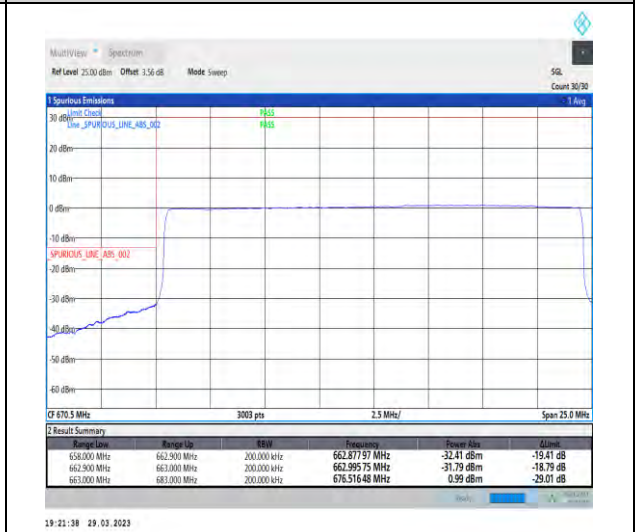 MultiView Spectrum
Ref Level 25.00 dBm Offset 3.56 dB Mode Sweep SGL
Count 30/30
1 Spurious Emissions 1 Avg
Limit Check PASS
30 dBm
Line _SPURIOUS_LINE_ABS_002 PASS
20 dBm
10 dBm
0 dBm
-10 dBm
SPURIOUS_LINE_ABS_002
-20 dBm
-30 dBm
-40 dBm
-50 dBm
-60 dBm
CF 670.5 MHz 3003 pts 2.5 MHz/ Span 25.0 MHz
2 Result Summary
Range Low Range Up RBW Frequency Power Abs ΔLimit
658.000 MHz 662.900 MHz 200.000 kHz 662.87797 MHz -32.41 dBm -19.41 dB
662.900 MHz 663.000 MHz 200.000 kHz 662.99575 MHz -31.79 dBm -18.79 dB
663.000 MHz 683.000 MHz 200.000 kHz 676.51648 MHz 0.99 dBm -29.01 dB
Ready
19:21:38 29.03.2023